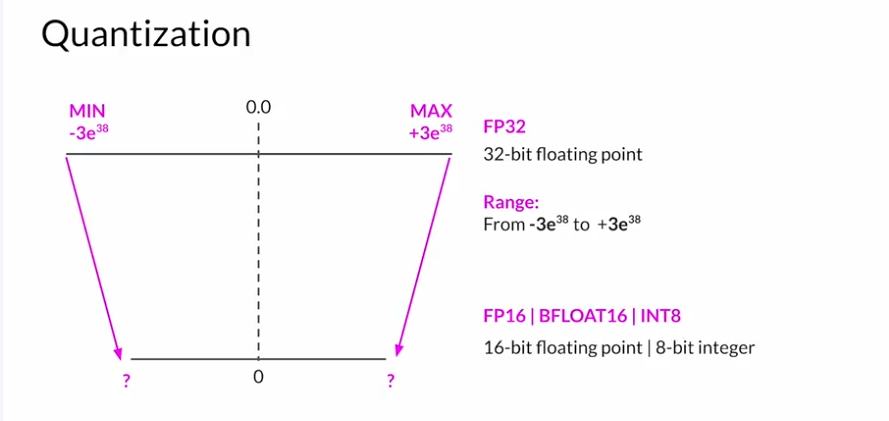 Quantization
MIN
-3e³⁸
0.0
MAX
+3e³⁸
FP32
32-bit floating point
Range:
From -3e³⁸ to +3e³⁸
FP16 | BFLOAT16 | INT8
16-bit floating point | 8-bit integer
?
0
?